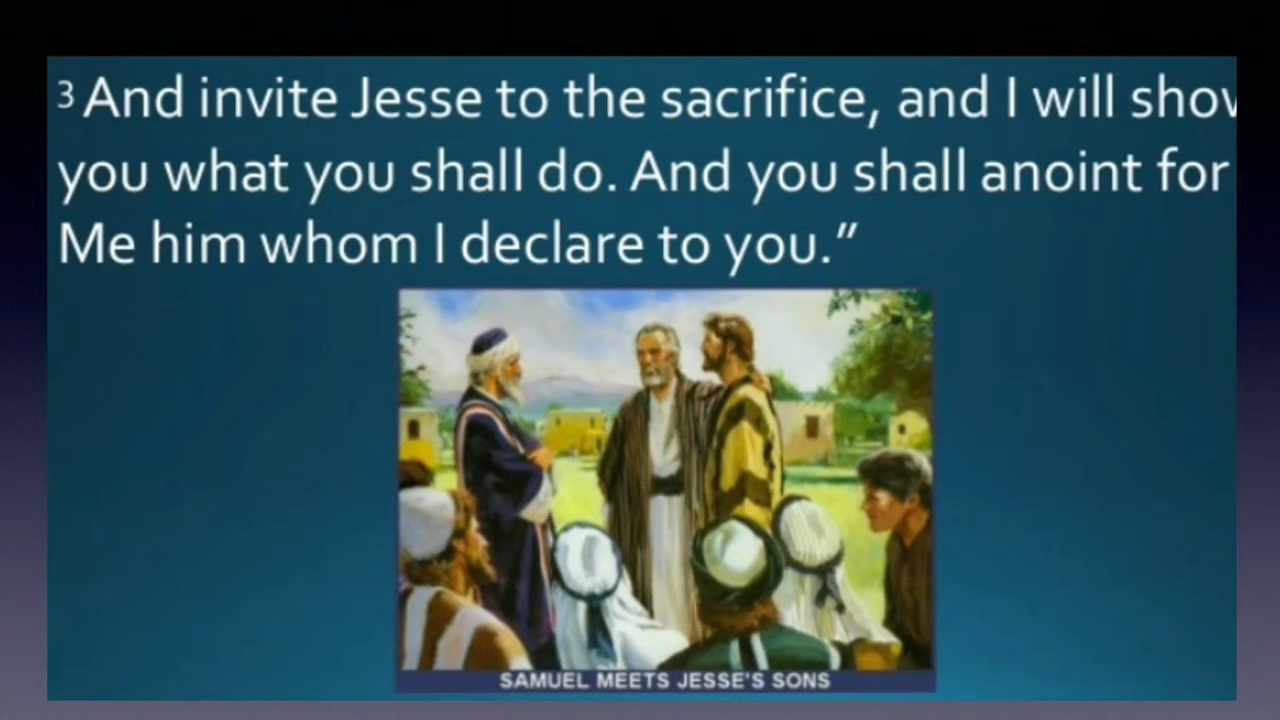 3 And invite Jesse to the sacrifice, and I will
you what you shall do. And you shall anoint for
Me him whom I declare to you.”
SAMUEL MEETS JESSE'S SONS